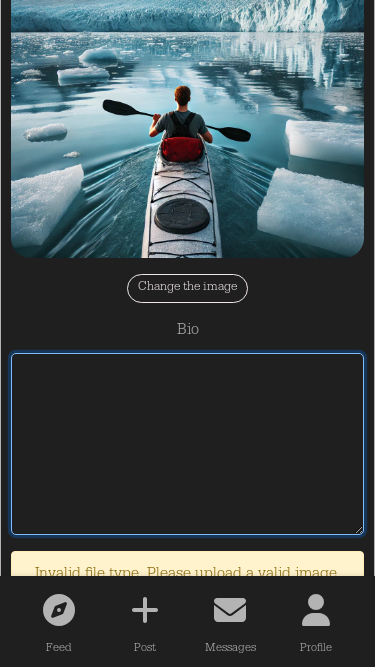 Change the image
Bio
Invalid file type. Please upload a valid image
Feed
Post
Messages
Profile